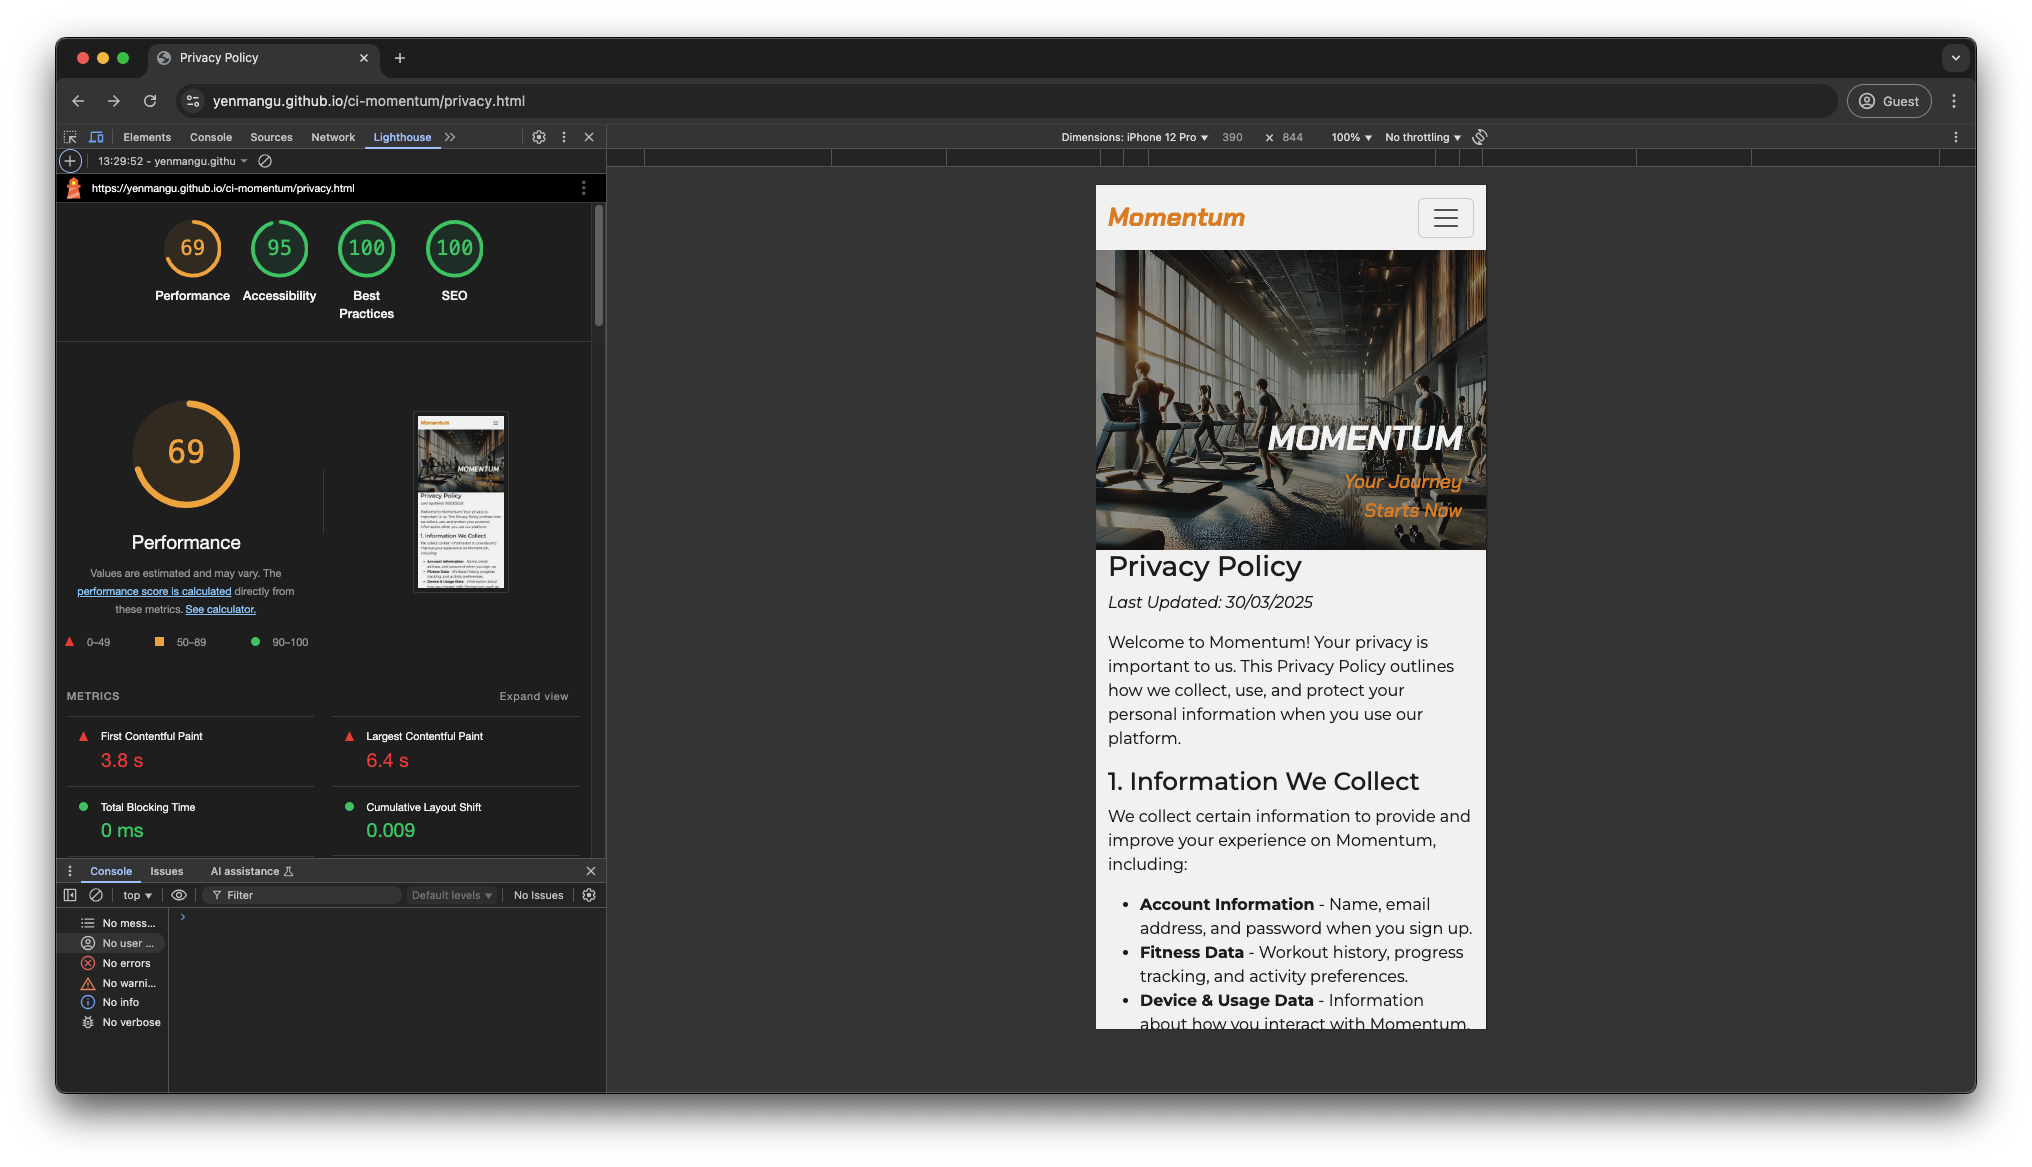 Privacy Policy
yenmangu.github.io/ci-momentum/privacy.html
Guest
Elements
Console
Sources
Network
Lighthouse
Dimensions: iPhone 12 Pro
390
×
844
100%
No throttling
13:29:52 - yenmangu.githu
https://yenmangu.github.io/ci-momentum/privacy.html
69
95
100
100
Performance
Accessibility
Best
Practices
SEO
69
Performance
Values are estimated and may vary. The
performance score is calculated directly from
these metrics. See calculator.
0–49
50–89
90–100
METRICS
Expand view
First Contentful Paint
3.8 s
Largest Contentful Paint
6.4 s
Total Blocking Time
0 ms
Cumulative Layout Shift
0.009
Console
Issues
AI assistance
top
Filter
Default levels
No Issues
No mess...
No user ...
No errors
No warni...
No info
No verbose
Momentum
MOMENTUM
Your Journey
Starts Now
Privacy Policy
Last Updated: 30/03/2025
Welcome to Momentum! Your privacy is
important to us. This Privacy Policy outlines
how we collect, use, and protect your
personal information when you use our
platform.
1. Information We Collect
We collect certain information to provide and
improve your experience on Momentum,
including:
• Account Information - Name, email
address, and password when you sign up.
• Fitness Data - Workout history, progress
tracking, and activity preferences.
• Device & Usage Data - Information
about how you interact with Momentum,